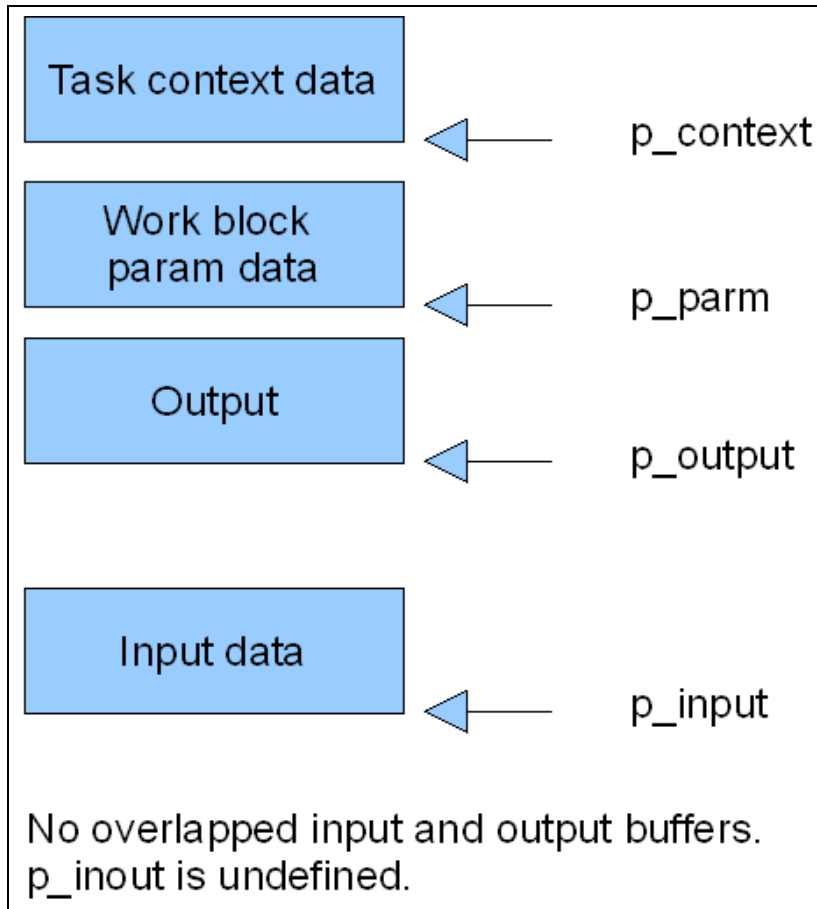 Task context data
p_context
Work block
param data
p_parm
Output
p_output
Input data
p_input
No overlapped input and output buffers.
p_inout is undefined.